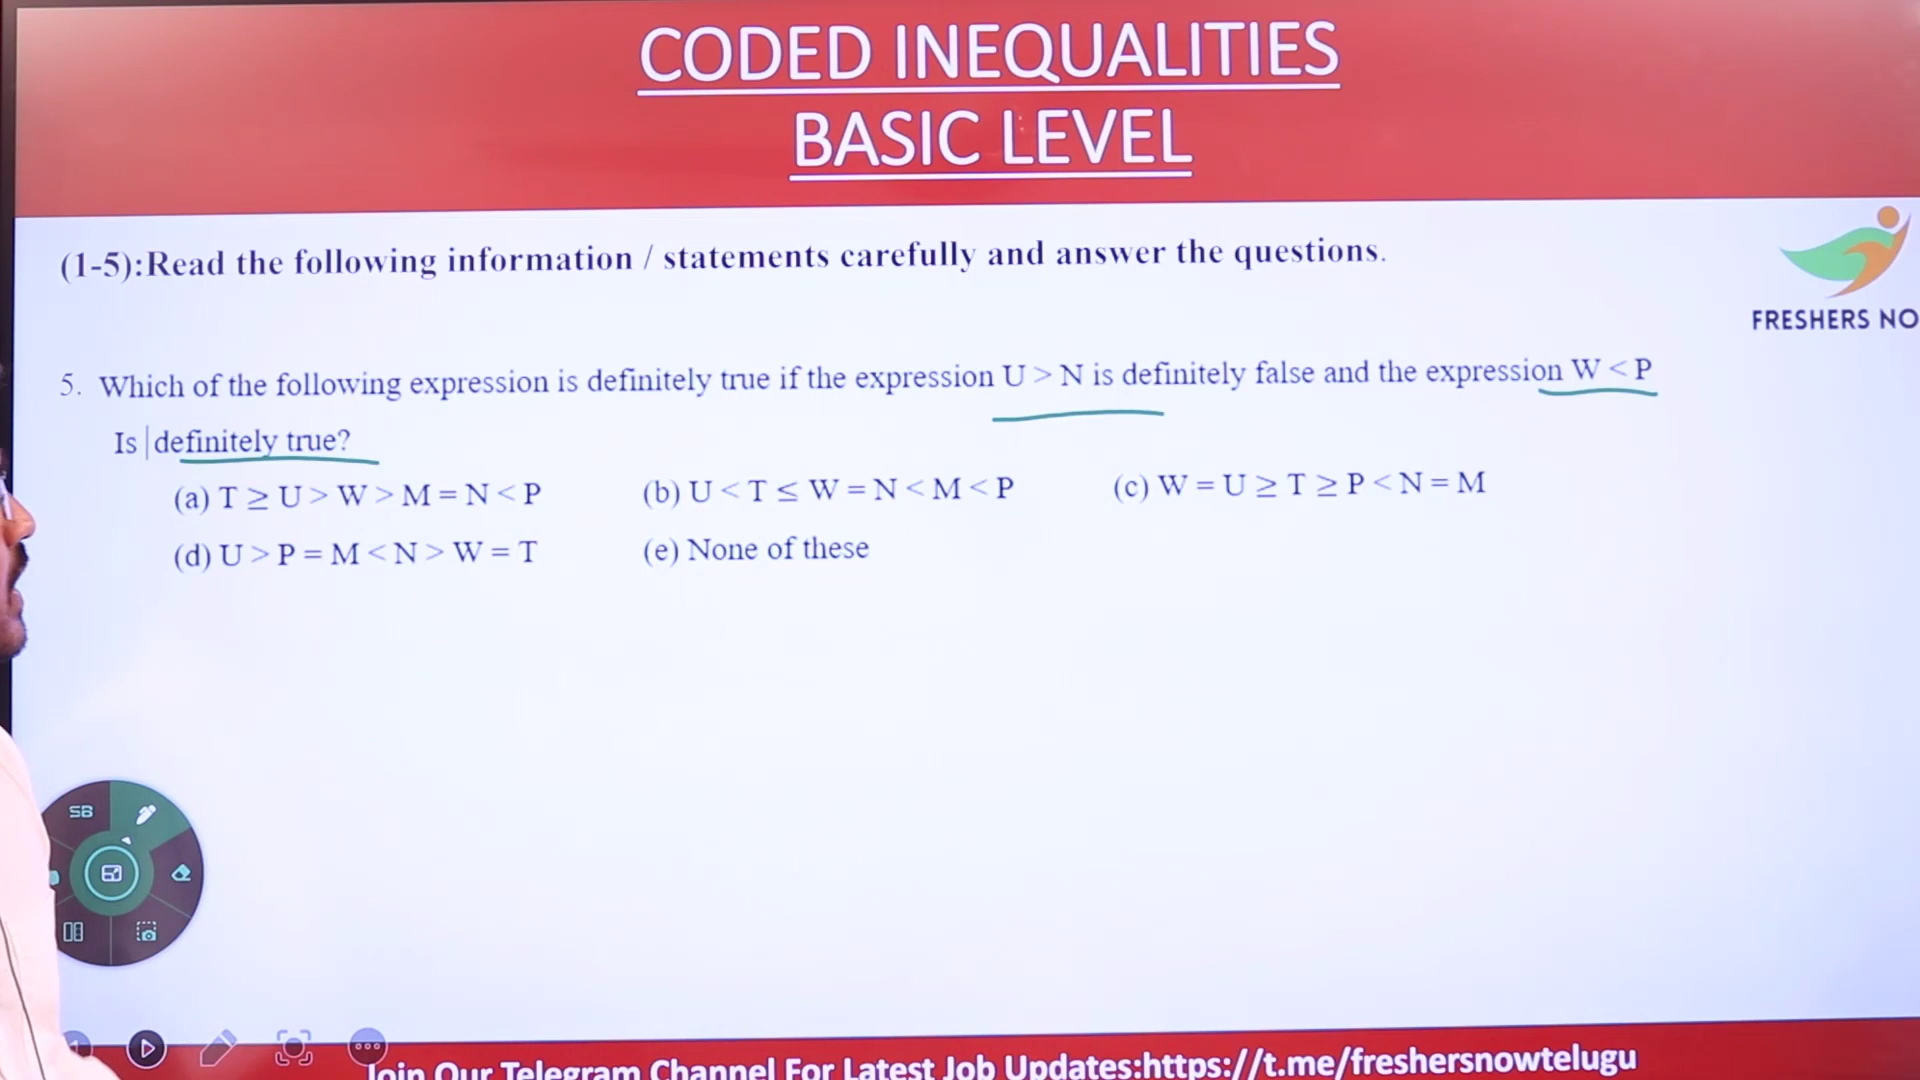 CODED INEQUALITIES
BASIC LEVEL
(1-5):Read the following information / statements carefully and answer the questions.
FRESHERS NO
5. Which of the following expression is definitely true if the expression U > N is definitely false and the expression W < P
Is definitely true?
(a) T ≥ U > W > M = N < P (b) U < T ≤ W = N < M < P (c) W = U ≥ T ≥ P < N = M
(d) U > P = M < N > W = T (e) None of these
SB
Join Our Telegram Channel For Latest Job Updates:https://t.me/freshersnowtelugu